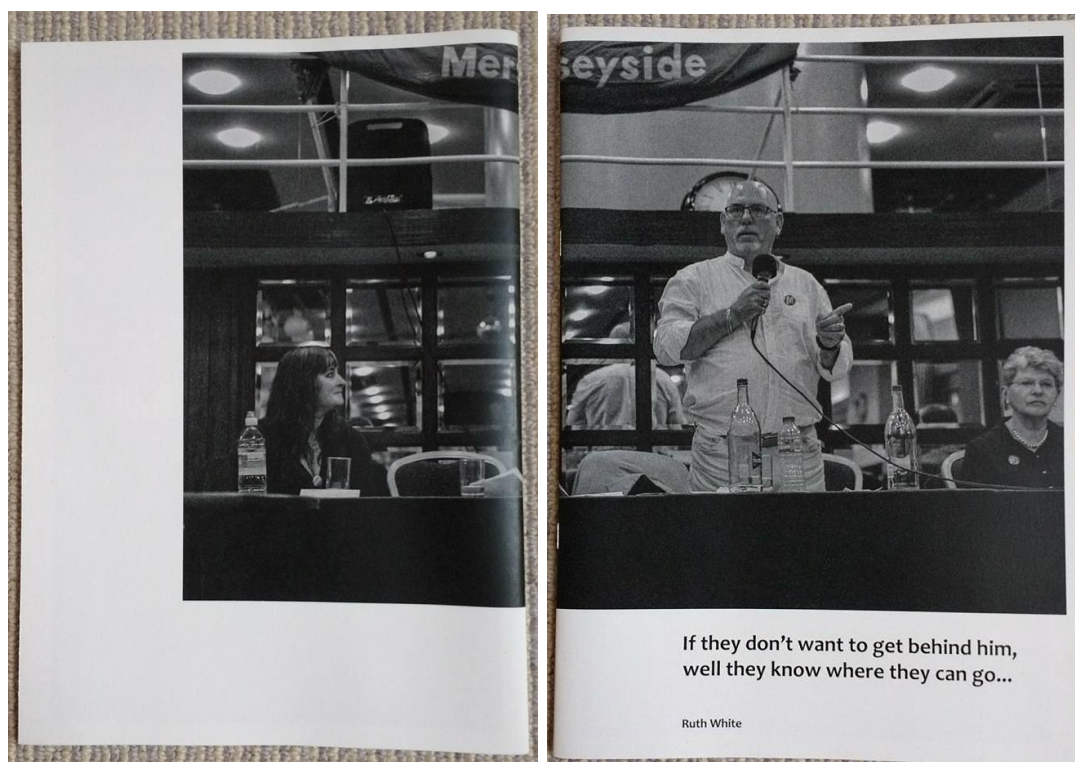 Merseyside
If they don't want to get behind him,
well they know where they can go...
Ruth White